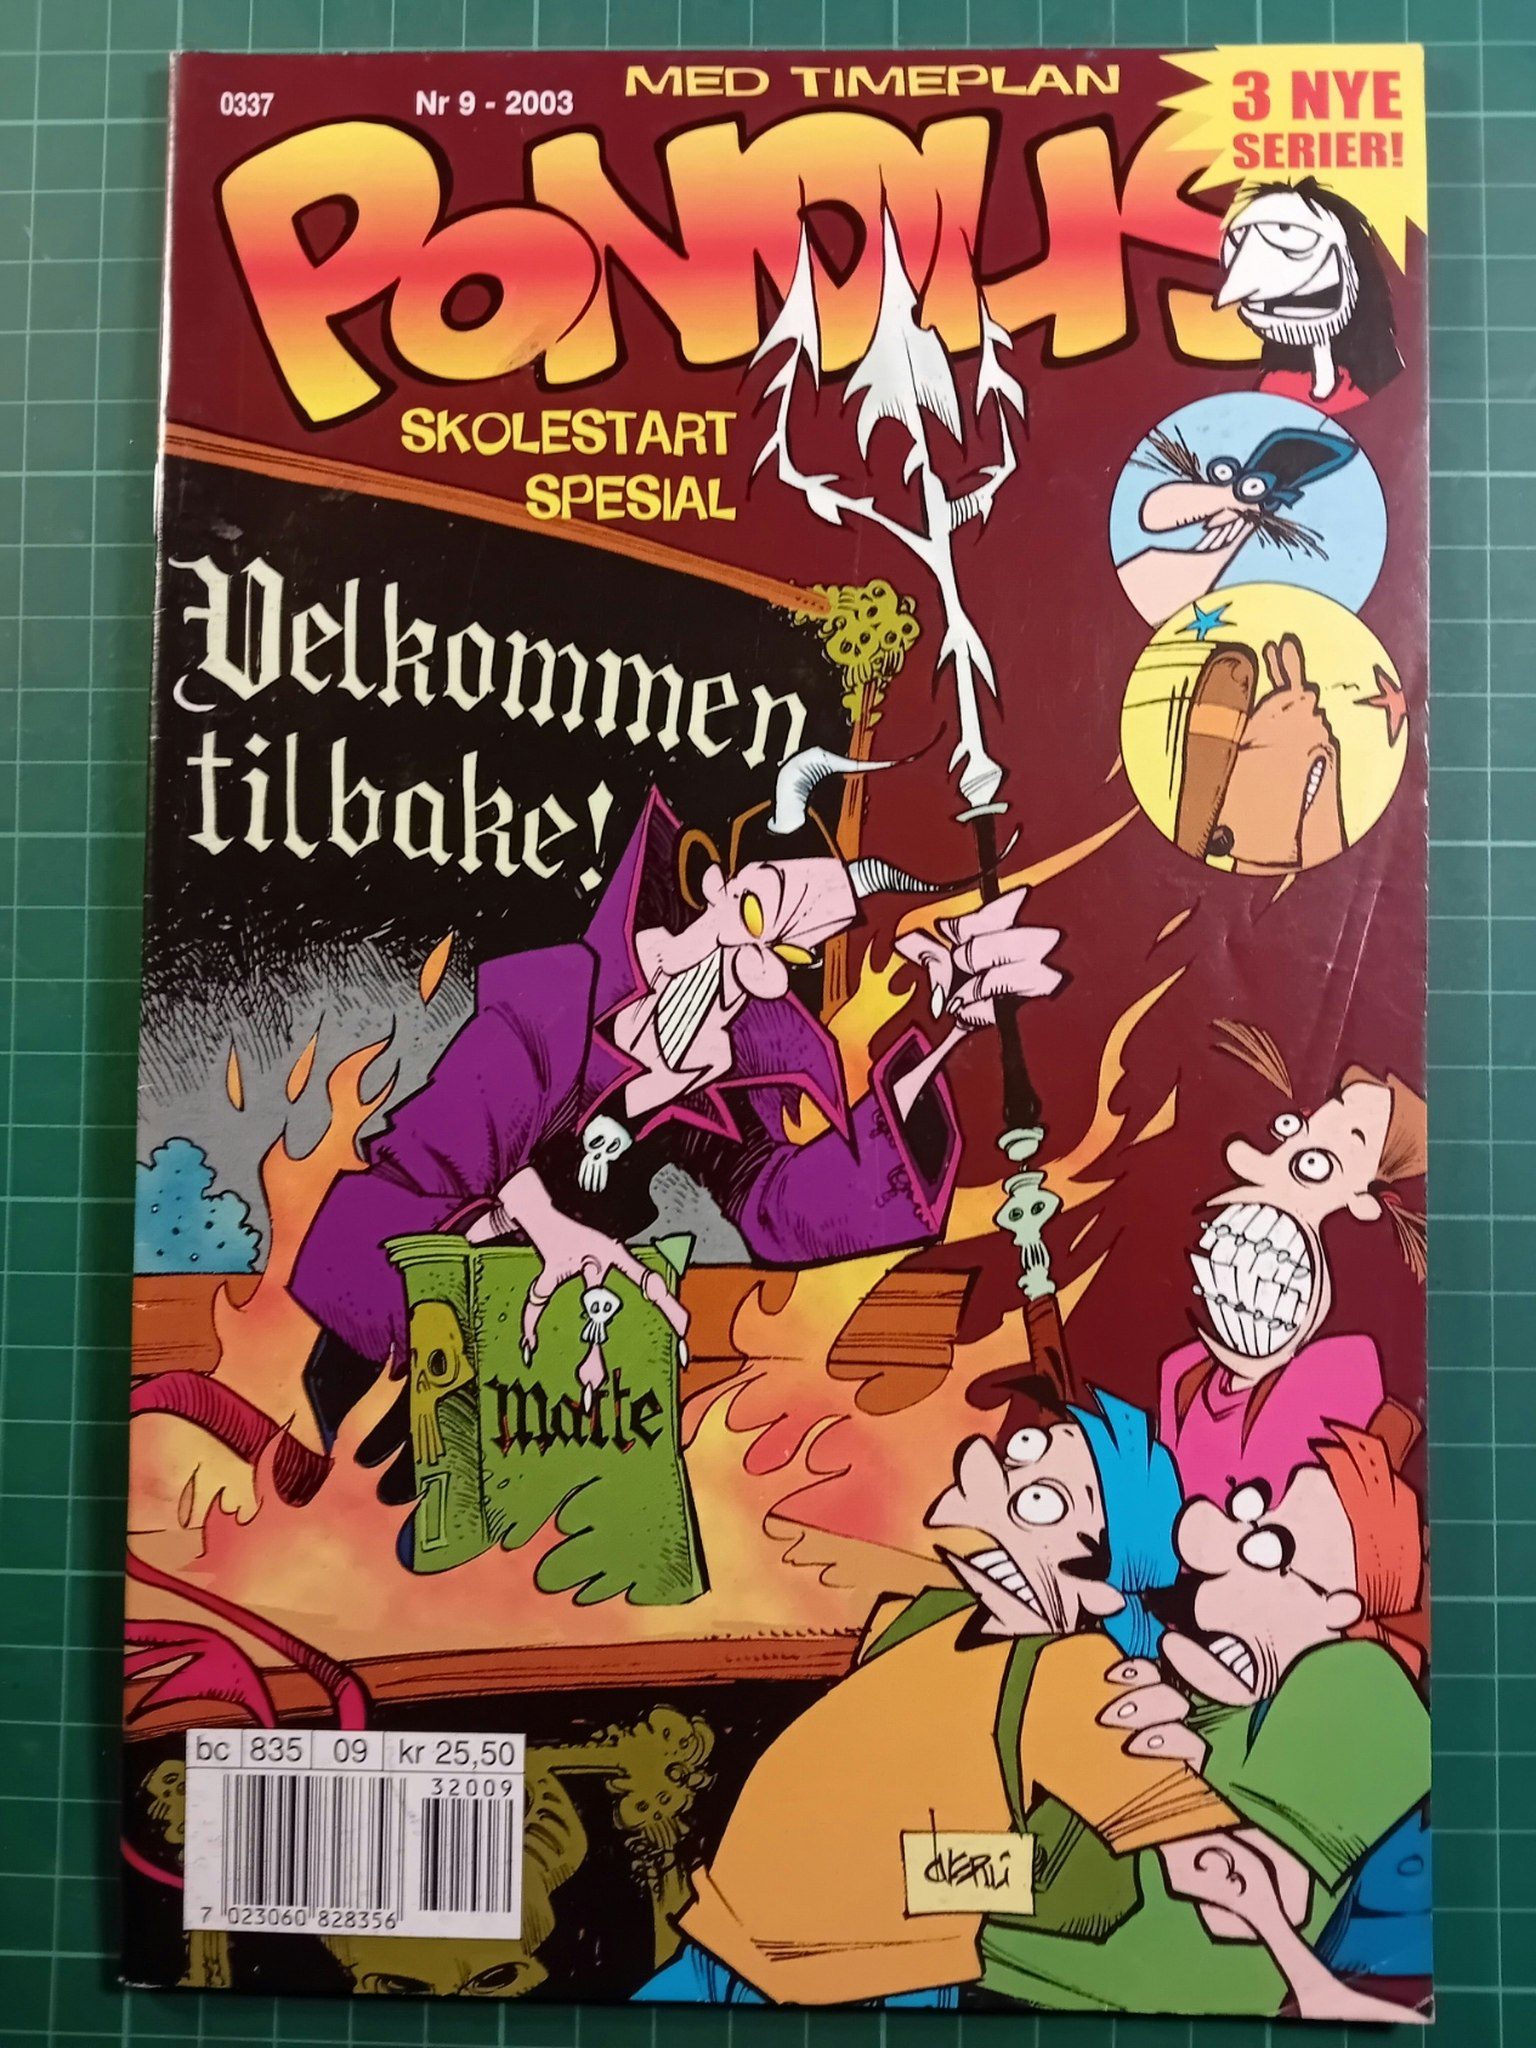 MED TIMEPLAN
0337
Nr 9 - 2003
3 NYE
SERIER!
PONDUS
SKOLESTART
SPESIAL
Velkommen
tilbake!
Matte
bc 835 09 kr 25,50
32009
7 023060 828356
Øverli